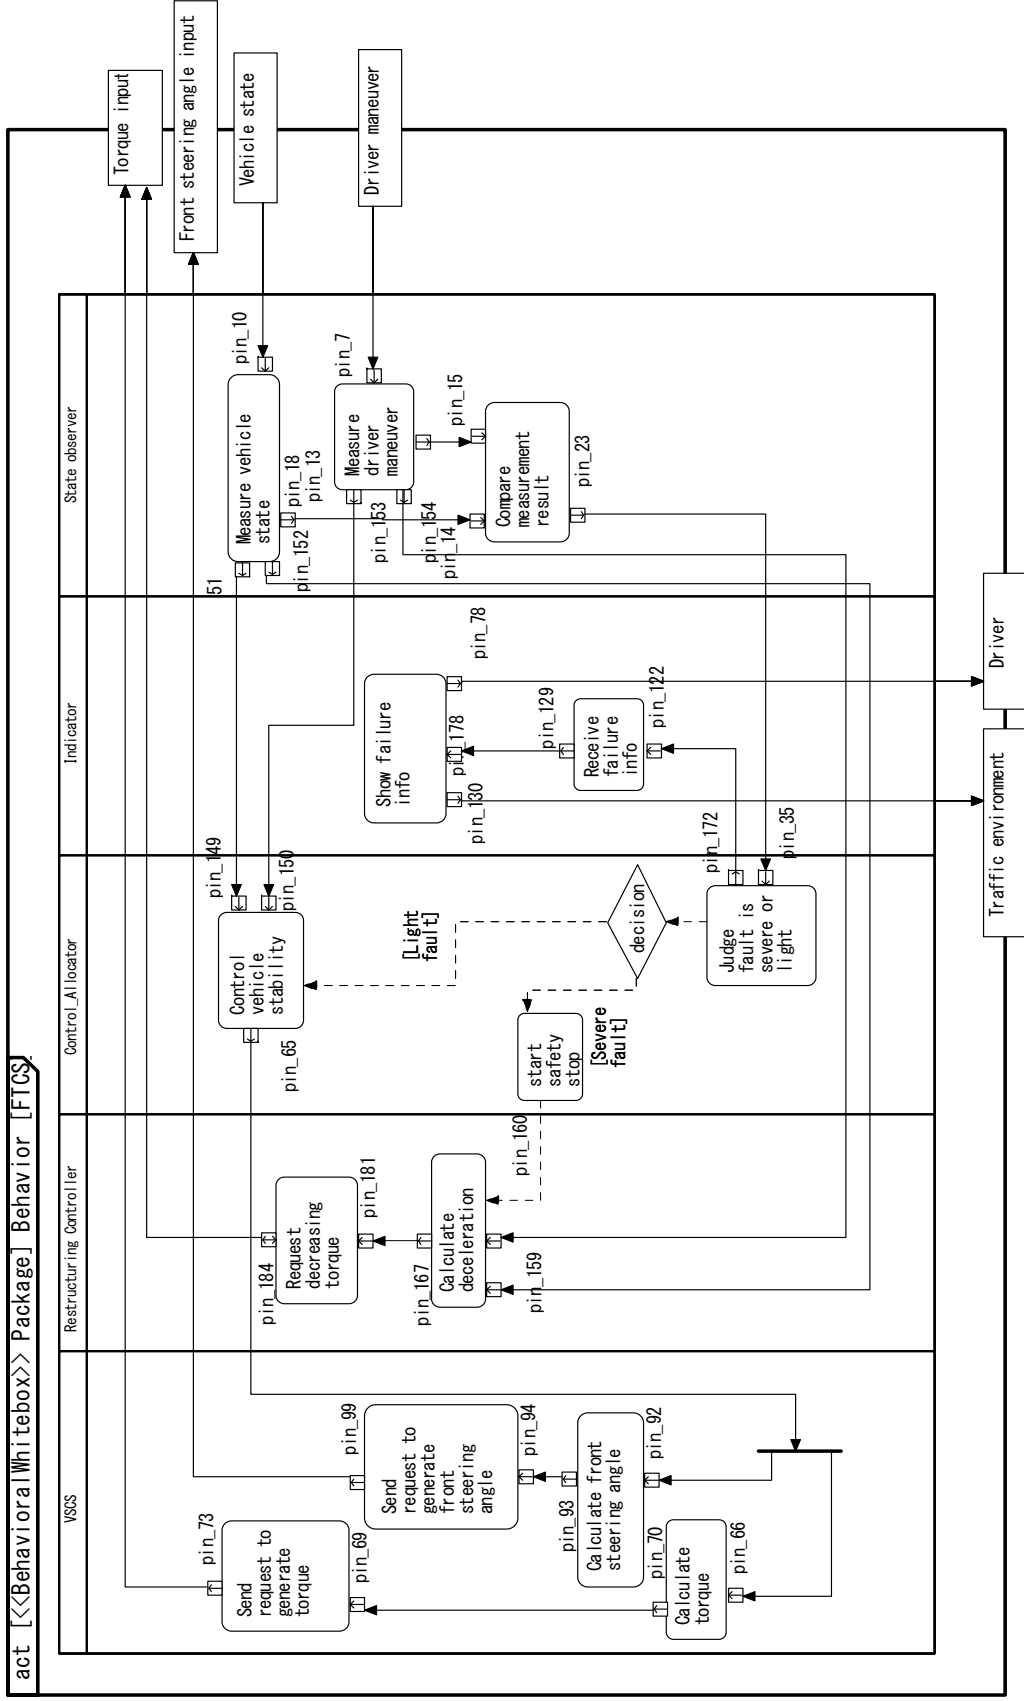 act [<<BehavioralWhitebox>> Package] Behavior [FTCS]
VSCS
Restructuring Controller
Control_Allocator
Indicator
State observer
Torque input
Front steering angle input
Vehicle state
Driver maneuver
Send
request to
generate
torque
pin_73
pin_69
Send
request to
generate
front
steering
angle
pin_99
pin_94
Calculate front
steering angle
pin_93
pin_92
Calculate
torque
pin_70
pin_66
Request
decreasing
torque
pin_184
pin_181
Calculate
deceleration
pin_167
pin_160
pin_159
Control
vehicle
stability
pin_149
pin_150
pin_65
[Light
fault]
start
safety
stop
[Severe
fault]
decision
Judge
fault is
severe or
light
pin_172
pin_35
Show failure
info
pin_78
178
pin_130
Receive
failure
info
pin_129
pin_122
Measure vehicle
state
pin_10
pin_18
pin_13
51
pin_152
Measure
driver
maneuver
pin_7
pin_15
pin_153
pin_154
pin_14
Compare
measurement
result
pin_23
Traffic environment
Driver